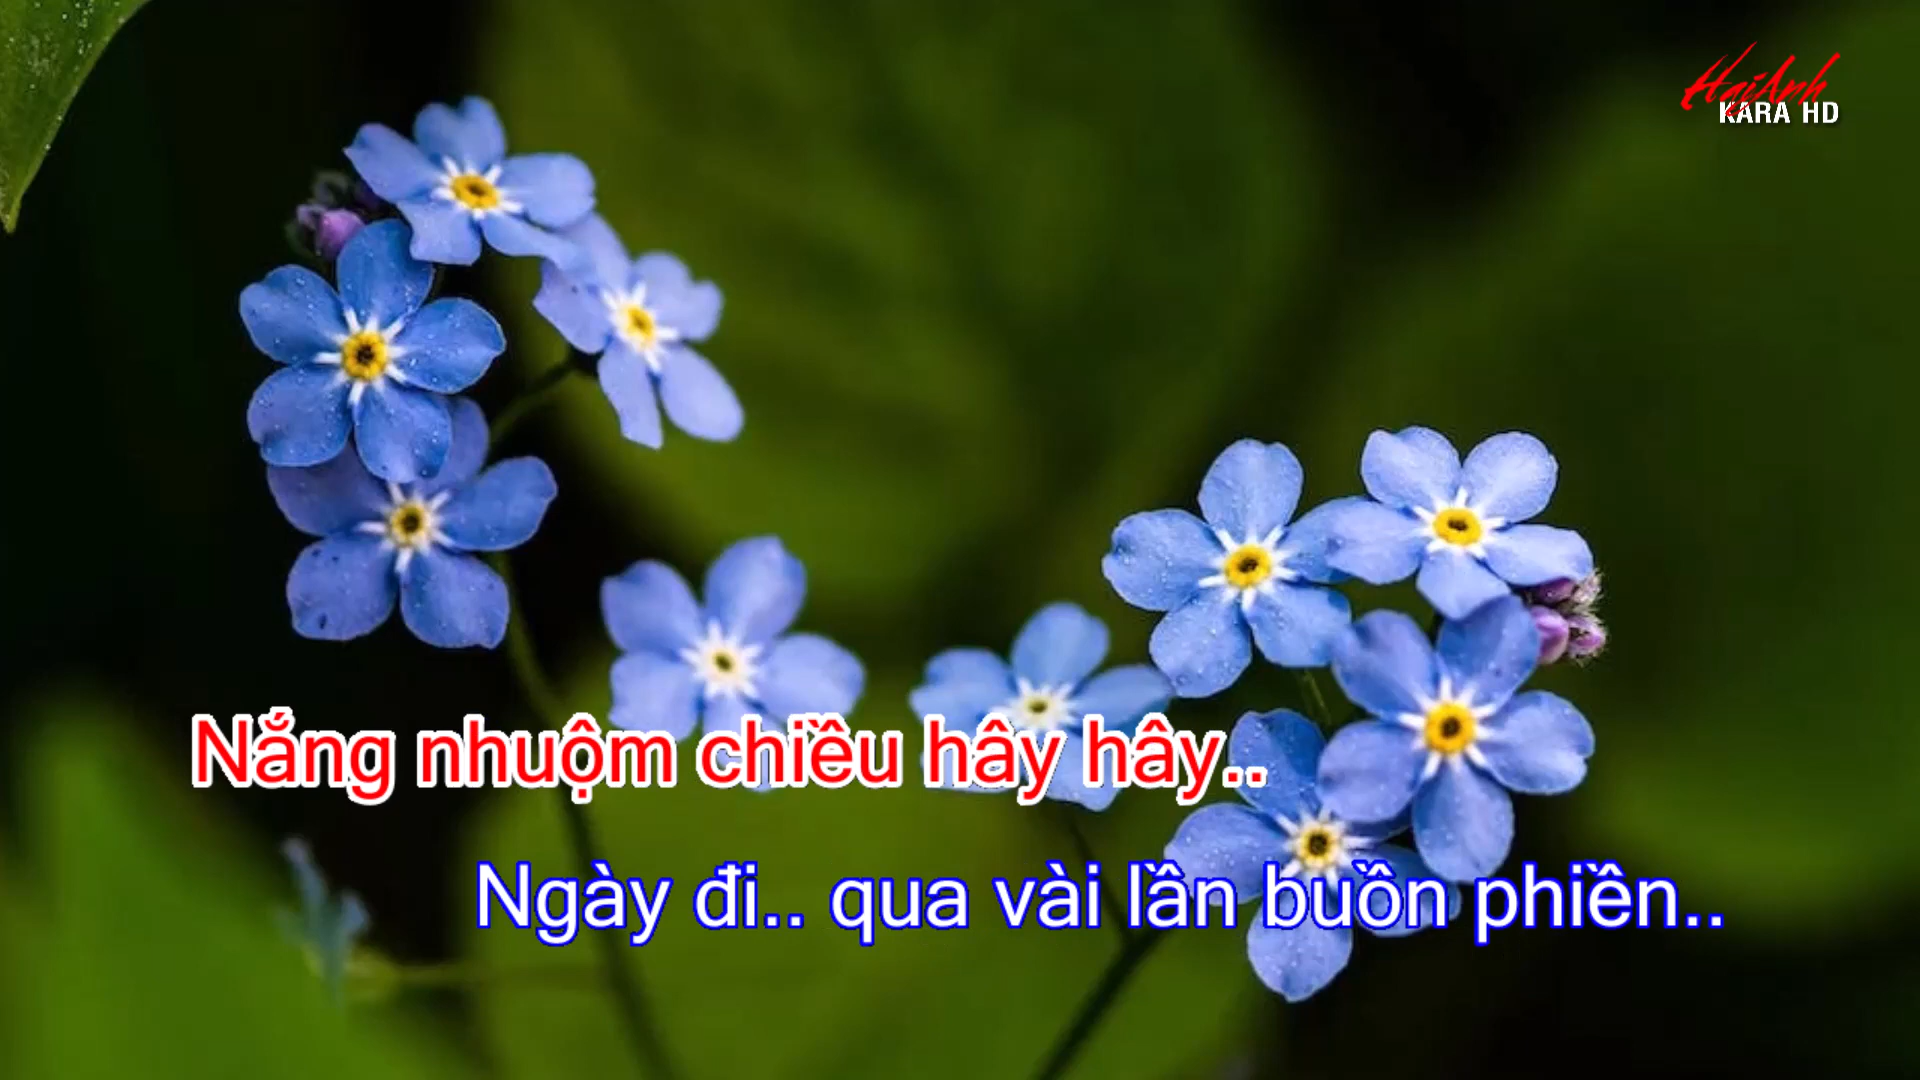 HaiAnh
KARA HD
Nắng nhuộm chiều hây hây..
Ngày đi.. qua vài lần buồn phiền..